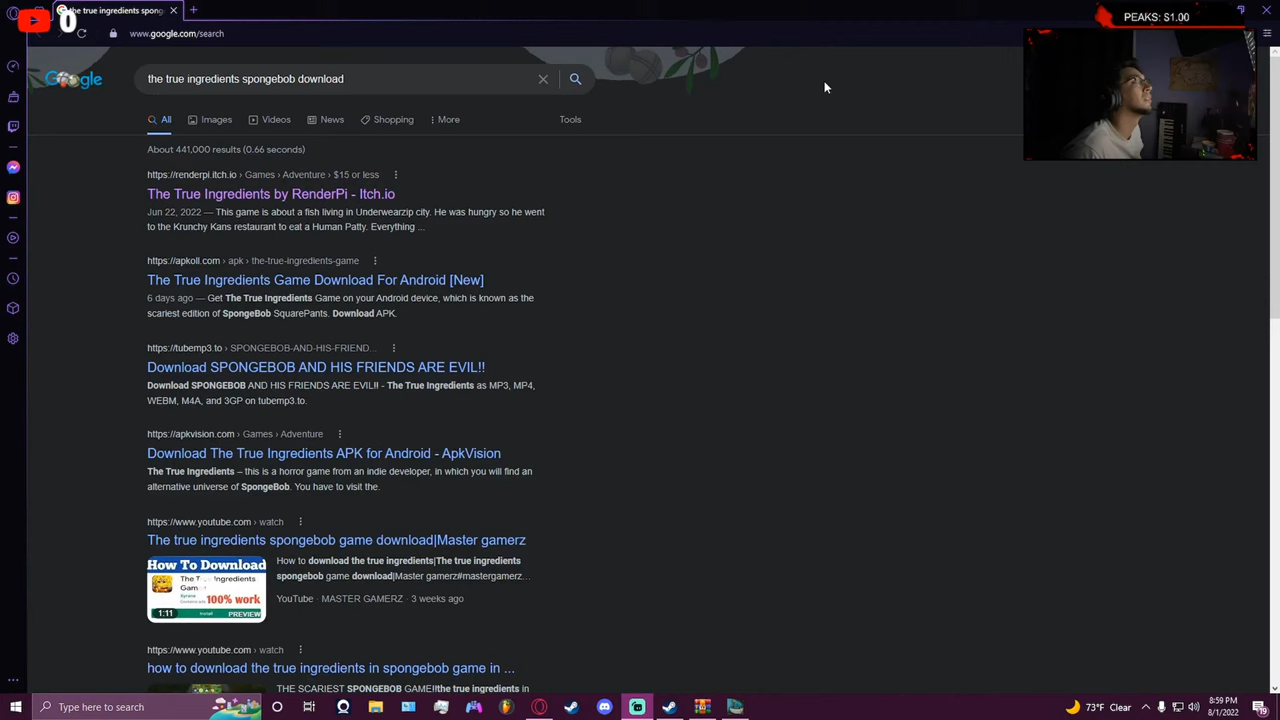 the true ingredients spong
0
PEAKS: $1.00
www.google.com/search
Google
the true ingredients spongebob download
All
Images
Videos
News
Shopping
More
Tools
About 441,000 results (0.66 seconds)
https://renderpi.itch.io › Games › Adventure › $15 or less
The True Ingredients by RenderPi - Itch.io
Jun 22, 2022 — This game is about a fish living in Underwearzip city. He was hungry so he went
to the Krunchy Kans restaurant to eat a Human Patty. Everything ...
https://apkoll.com › apk › the-true-ingredients-game
The True Ingredients Game Download For Android [New]
6 days ago — Get The True Ingredients Game on your Android device, which is known as the
scariest edition of SpongeBob SquarePants. Download APK.
https://tubemp3.to › SPONGEBOB-AND-HIS-FRIEND...
Download SPONGEBOB AND HIS FRIENDS ARE EVIL!!
Download SPONGEBOB AND HIS FRIENDS ARE EVIL!! - The True Ingredients as MP3, MP4,
WEBM, M4A, and 3GP on tubemp3.to.
https://apkvision.com › Games › Adventure
Download The True Ingredients APK for Android - ApkVision
The True Ingredients – this is a horror game from an indie developer, in which you will find an
alternative universe of SpongeBob. You have to visit the.
https://www.youtube.com › watch
The true ingredients spongebob game download|Master gamerz
How To Download
The True Ingredients
Gam
100% work
Install
1:11
PREVIEW
How to download the true ingredients|The true ingredients
spongebob game download|Master gamerz#mastergamerz...
YouTube · MASTER GAMERZ · 3 weeks ago
https://www.youtube.com › watch
how to download the true ingredients in spongebob game in ...
THE SCARIEST SPONGEBOB GAME!!the true ingredients in
Type here to search
73°F Clear
8:59 PM
8/1/2022
19